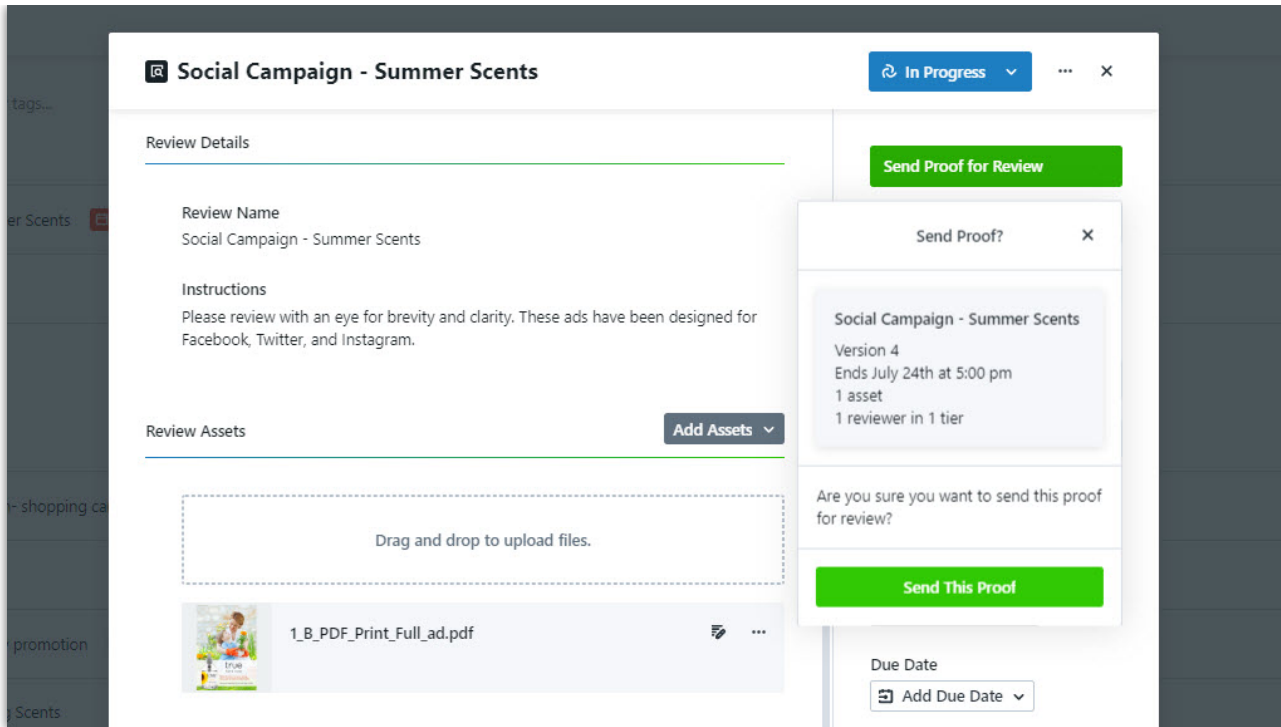 Social Campaign - Summer Scents
In Progress
tags...
Review Details
Send Proof for Review
Review Name
Social Campaign - Summer Scents
er Scents
Send Proof?
Instructions
Please review with an eye for brevity and clarity. These ads have been designed for
Facebook, Twitter, and Instagram.
Social Campaign - Summer Scents
Version 4
Ends July 24th at 5:00 pm
1 asset
1 reviewer in 1 tier
Review Assets
Add Assets
- shopping ca
Are you sure you want to send this proof
for review?
Drag and drop to upload files.
Send This Proof
1_B_PDF_Print_Full_ad.pdf
true
promotion
Due Date
Add Due Date
Scents